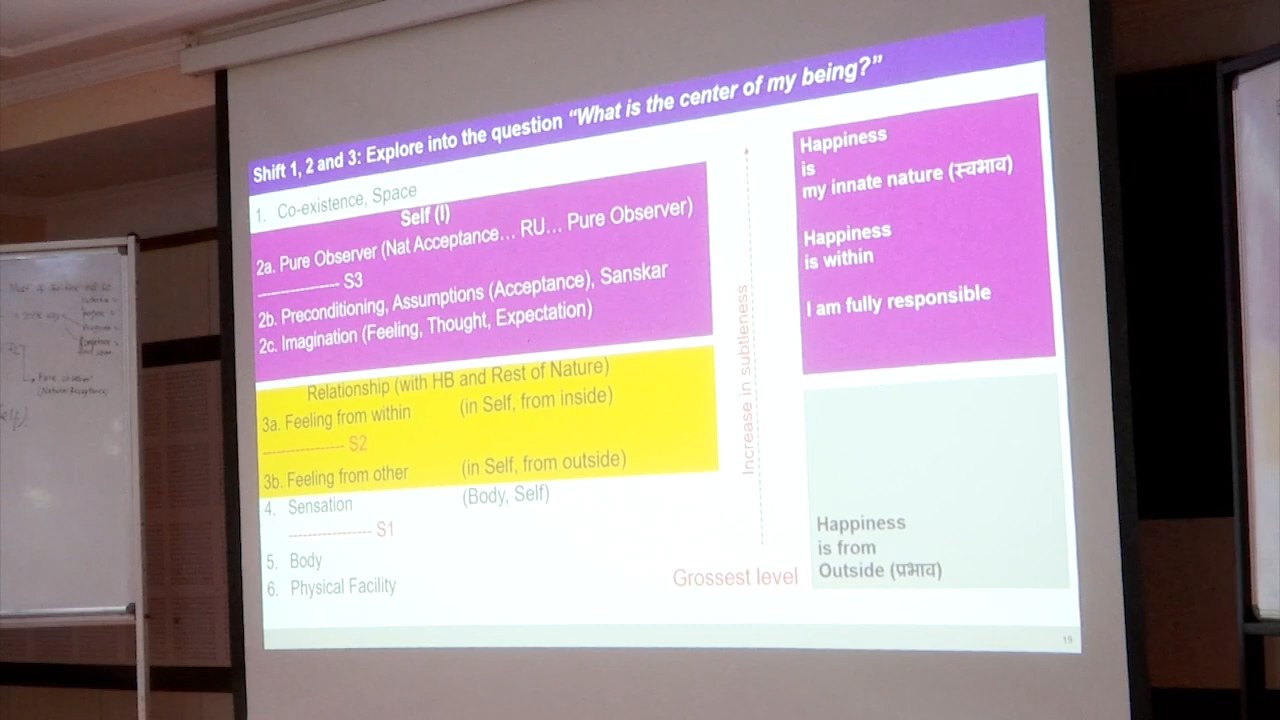 Shift 1, 2 and 3: Explore into the question "What is the center of my being?"
1. Co-existence, Space
Self (I)
2a. Pure Observer (Nat Acceptance… RU… Pure Observer)
---------------- S3
2b. Preconditioning, Assumptions (Acceptance), Sanskar
2c. Imagination (Feeling, Thought, Expectation)
Relationship (with HB and Rest of Nature)
3a. Feeling from within (in Self, from inside)
---------------- S2
3b. Feeling from other (in Self, from outside)
4. Sensation (Body, Self)
---------------- S1
5. Body
6. Physical Facility
Increase in subtleness
Grossest level
Happiness
is
my innate nature (स्वभाव)
Happiness
is within
I am fully responsible
Happiness
is from
Outside (प्रभाव)
19
Pure observer
(Natural Acceptance)